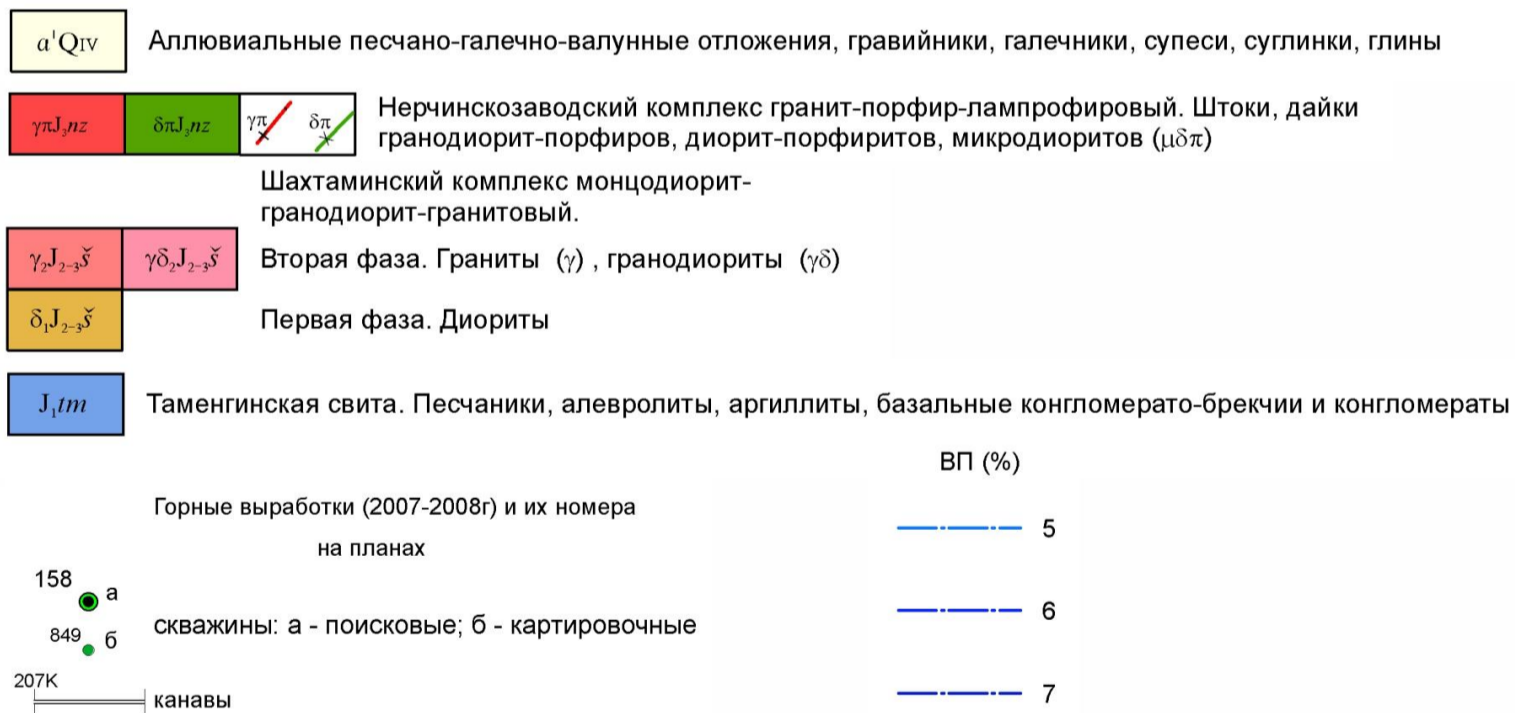 a¹QIV Аллювиальные песчано-галечно-валунные отложения, гравийники, галечники, супеси, суглинки, глины
γπJ₃nz δπJ₃nz γπ δπ Нерчинскозаводский комплекс гранит-порфир-лампрофировый. Штоки, дайки
гранодиорит-порфиров, диорит-порфиритов, микродиоритов (μδπ)
Шахтаминский комплекс монцодиорит-
гранодиорит-гранитовый.
γ₂J₂₋₃š γδ₂J₂₋₃š Вторая фаза. Граниты (γ) , гранодиориты (γδ)
δ₁J₂₋₃š Первая фаза. Диориты
J₁tm Таменгинская свита. Песчаники, алевролиты, аргиллиты, базальные конгломерато-брекчии и конгломераты
ВП (%)
Горные выработки (2007-2008г) и их номера
на планах
5
158 а
скважины: а - поисковые; б - картировочные
6
849 б
207К
канавы
7